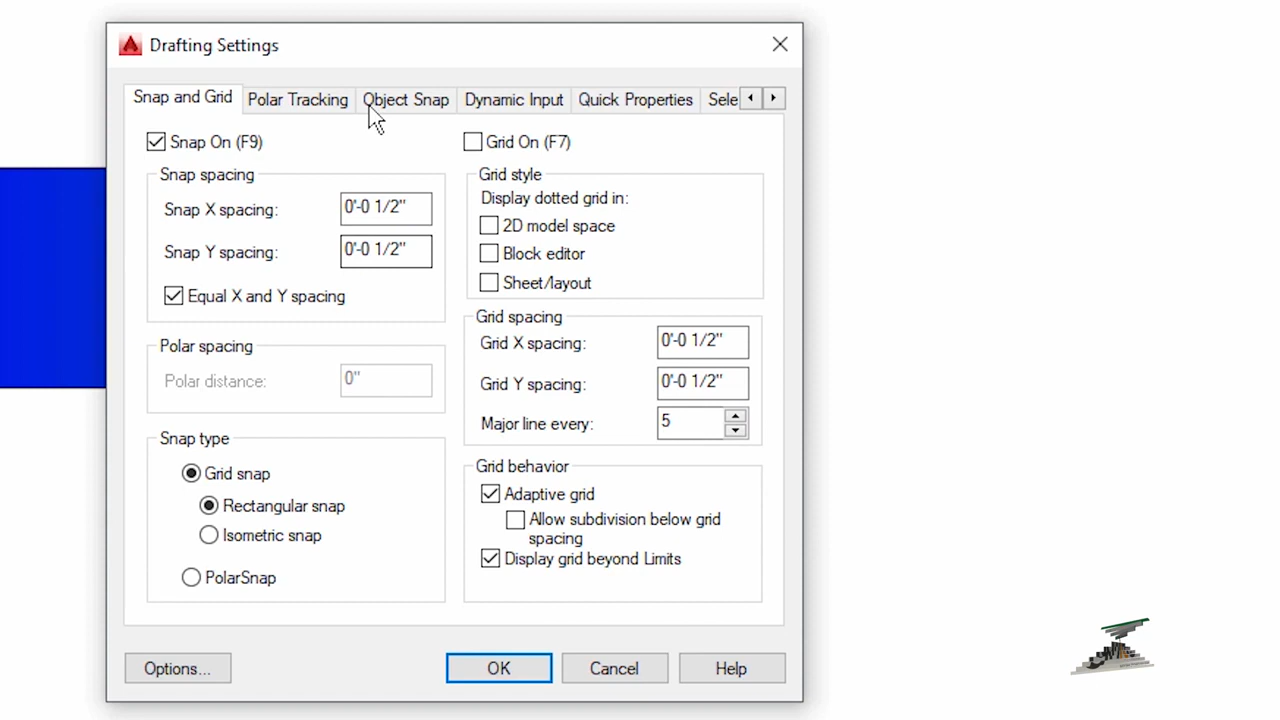 Drafting Settings
Snap and Grid Polar Tracking Object Snap Dynamic Input Quick Properties Sele
Snap On (F9)
Snap spacing
Snap X spacing: 0'-0 1/2"
Snap Y spacing: 0'-0 1/2"
Equal X and Y spacing
Polar spacing
Polar distance: 0"
Snap type
Grid snap
Rectangular snap
Isometric snap
PolarSnap
Grid On (F7)
Grid style
Display dotted grid in:
2D model space
Block editor
Sheet/layout
Grid spacing
Grid X spacing: 0'-0 1/2"
Grid Y spacing: 0'-0 1/2"
Major line every: 5
Grid behavior
Adaptive grid
Allow subdivision below grid
spacing
Display grid beyond Limits
Options... OK Cancel Help